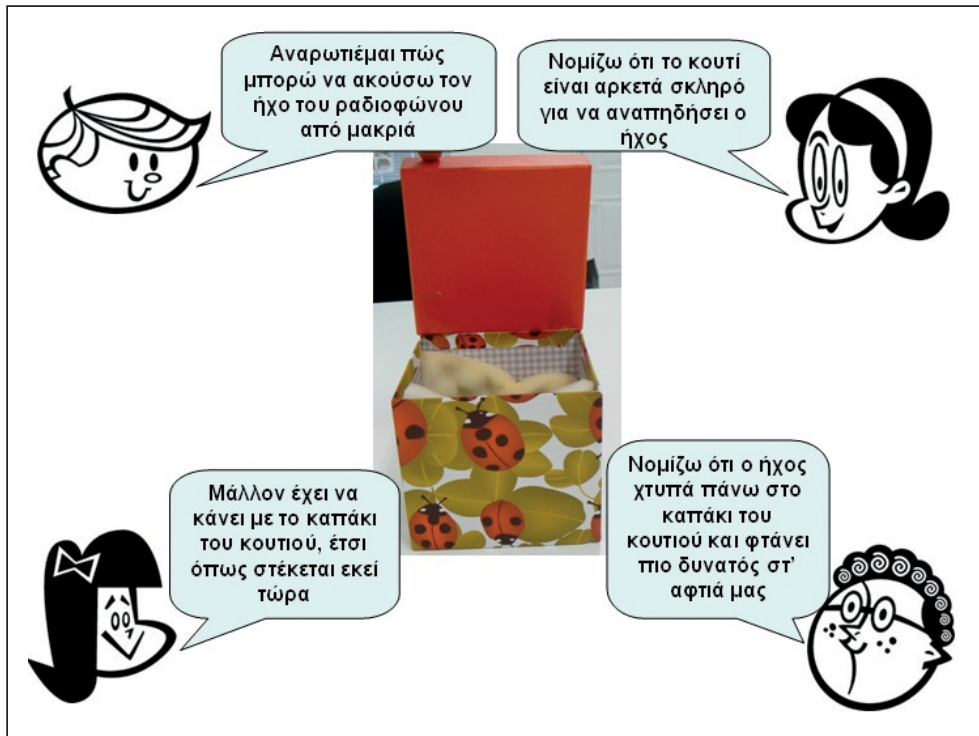 Αναρωτιέμαι πώς
μπορώ να ακούσω τον
ήχο του ραδιοφώνου
από μακριά
Νομίζω ότι το κουτί
είναι αρκετά σκληρό
για να αναπηδήσει ο
ήχος
Μάλλον έχει να
κάνει με το καπάκι
του κουτιού, έτσι
όπως στέκεται εκεί
τώρα
Νομίζω ότι ο ήχος
χτυπά πάνω στο
καπάκι του
κουτιού και φτάνει
πιο δυνατός στ'
αφτιά μας